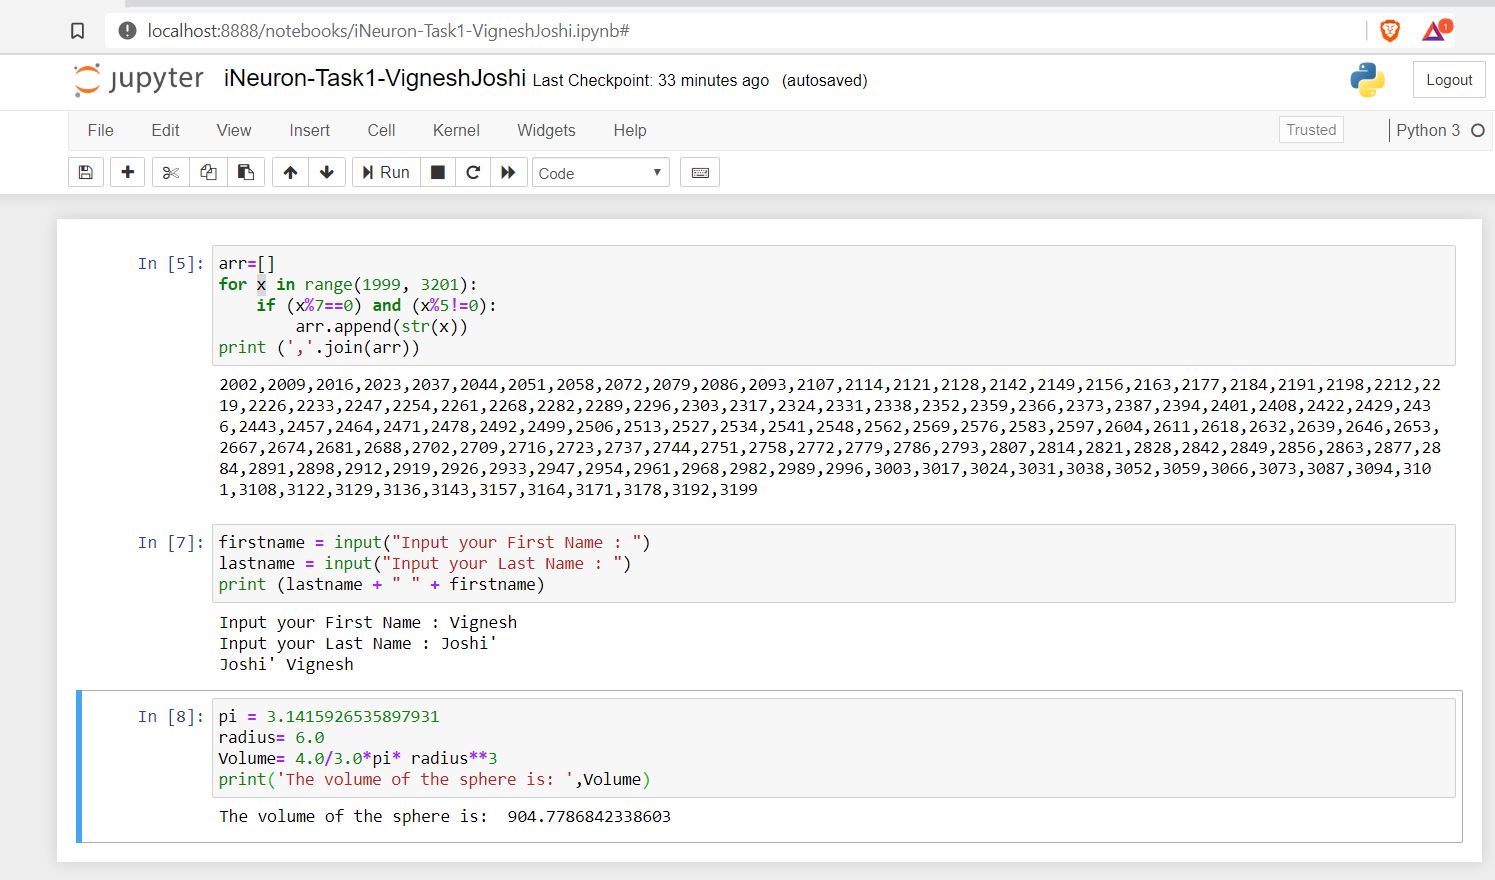 localhost:8888/notebooks/iNeuron-Task1-VigneshJoshi.ipynb#
1
jupyter iNeuron-Task1-VigneshJoshi Last Checkpoint: 33 minutes ago (autosaved)
Logout
File Edit View Insert Cell Kernel Widgets Help
Trusted
Python 3
Run
Code
In [5]: arr=[]
for x in range(1999, 3201):
    if (x%7==0) and (x%5!=0):
        arr.append(str(x))
print (','.join(arr))
2002,2009,2016,2023,2037,2044,2051,2058,2072,2079,2086,2093,2107,2114,2121,2128,2142,2149,2156,2163,2177,2184,2191,2198,2212,22
19,2226,2233,2247,2254,2261,2268,2282,2289,2296,2303,2317,2324,2331,2338,2352,2359,2366,2373,2387,2394,2401,2408,2422,2429,243
6,2443,2457,2464,2471,2478,2492,2499,2506,2513,2527,2534,2541,2548,2562,2569,2576,2583,2597,2604,2611,2618,2632,2639,2646,2653,
2667,2674,2681,2688,2702,2709,2716,2723,2737,2744,2751,2758,2772,2779,2786,2793,2807,2814,2821,2828,2842,2849,2856,2863,2877,28
84,2891,2898,2912,2919,2926,2933,2947,2954,2961,2968,2982,2989,2996,3003,3017,3024,3031,3038,3052,3059,3066,3073,3087,3094,310
1,3108,3122,3129,3136,3143,3157,3164,3171,3178,3192,3199
In [7]: firstname = input("Input your First Name : ")
lastname = input("Input your Last Name : ")
print (lastname + " " + firstname)
Input your First Name : Vignesh
Input your Last Name : Joshi'
Joshi' Vignesh
In [8]: pi = 3.1415926535897931
radius= 6.0
Volume= 4.0/3.0*pi* radius**3
print('The volume of the sphere is: ',Volume)
The volume of the sphere is:  904.7786842338603